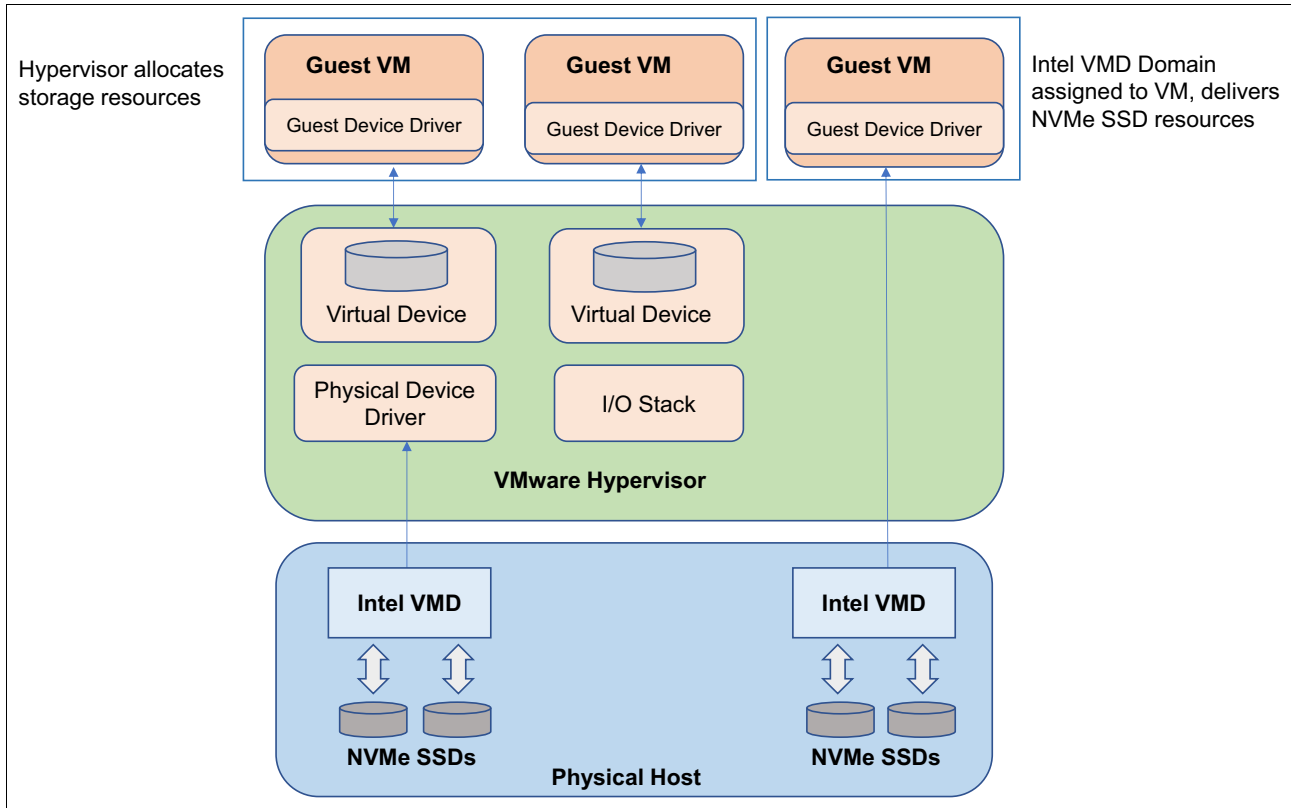 Hypervisor allocates
storage resources
Guest VM
Guest Device Driver
Guest VM
Guest Device Driver
Guest VM
Guest Device Driver
Intel VMD Domain
assigned to VM, delivers
NVMe SSD resources
Virtual Device
Virtual Device
Physical Device
Driver
I/O Stack
VMware Hypervisor
Intel VMD
Intel VMD
NVMe SSDs
NVMe SSDs
Physical Host